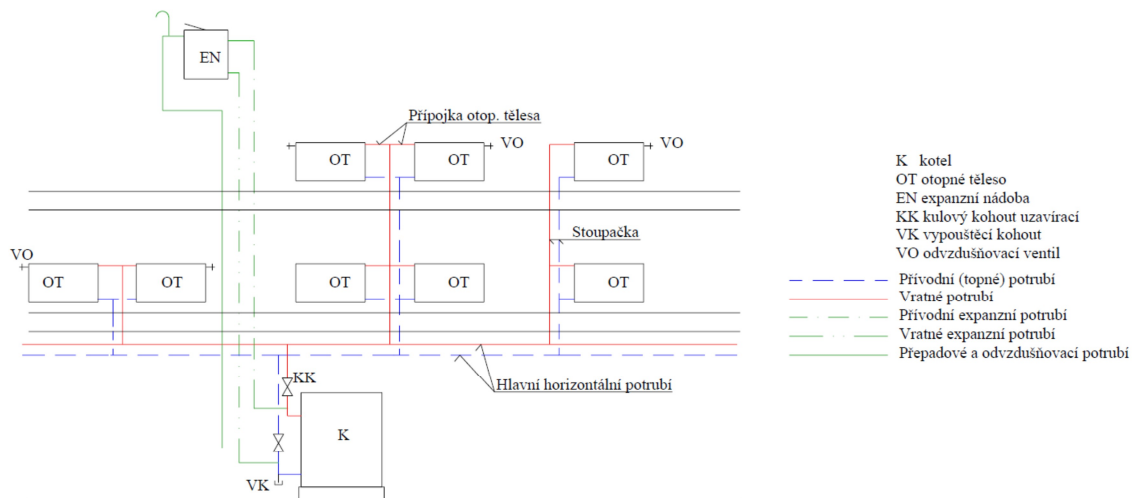 EN
Přípojka otop. tělesa
VO
VO
OT
OT
OT
Stoupačka
VO
OT
OT
OT
OT
OT
KK
Hlavní horizontální potrubí
K
VK
K kotel
OT otopné těleso
EN expanzní nádoba
KK kulový kohout uzavírací
VK vypouštěcí kohout
VO odvzdušňovací ventil
Přívodní (topné) potrubí
Vratné potrubí
Přívodní expanzní potrubí
Vratné expanzní potrubí
Přepadové a odvzdušňovací potrubí